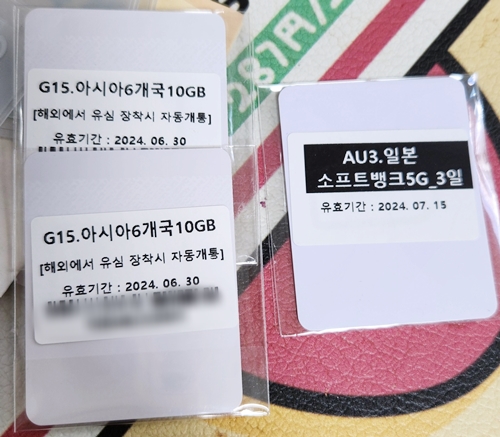 G15.아시아6개국10GB
[해외에서 유심 장착시 자동개통]
유효기간 : 2024. 06. 30
G15.아시아6개국10GB
[해외에서 유심 장착시 자동개통]
유효기간 : 2024. 06. 30
AU3.일본
소프트뱅크5G_3일
유효기간 : 2024. 07. 15
287円/